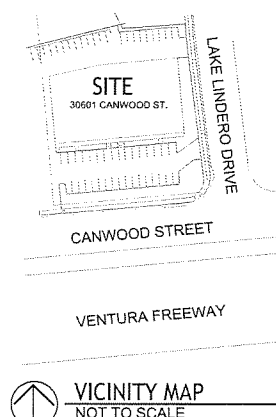 SITE
30601 CANWOOD ST.
LAKE LINDERO DRIVE
CANWOOD STREET
VENTURA FREEWAY
VICINITY MAP
NOT TO SCALE